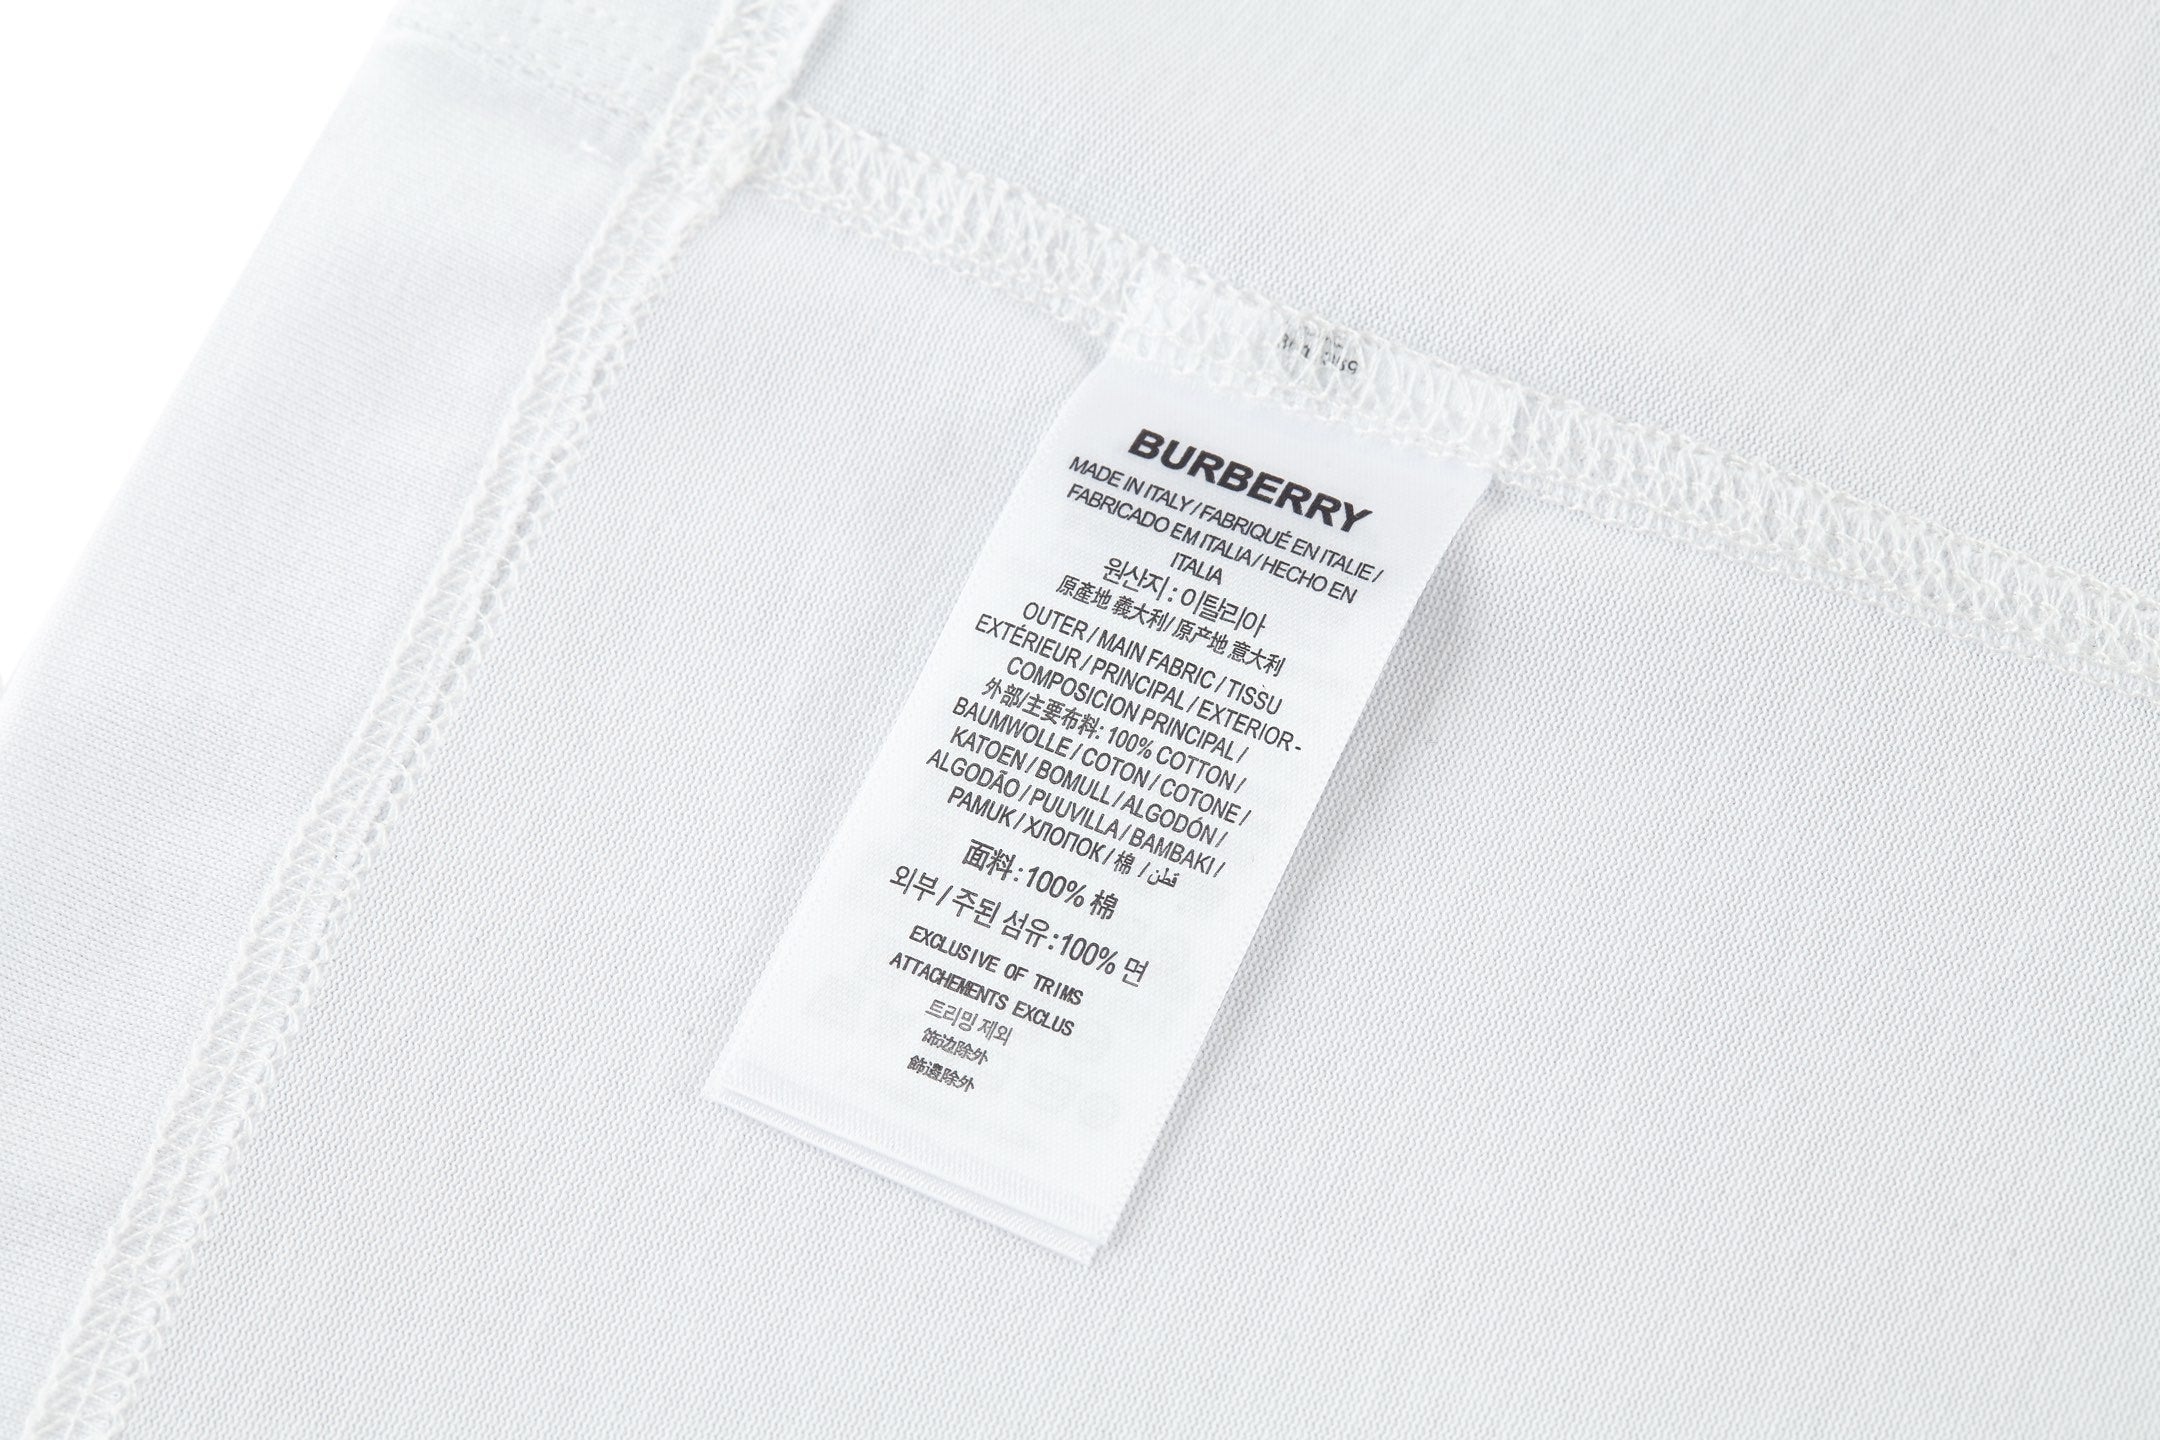 BURBERRY
MADE IN ITALY / FABRIQUÉ EN ITALIE /
FABRICADO EM ITALIA / HECHO EN
ITALIA
원산지 : 이탈리아
原產地 義大利/ 原产地 意大利
OUTER / MAIN FABRIC / TISSU
EXTÉRIEUR / PRINCIPAL / EXTERIOR-
COMPOSICION PRINCIPAL /
外部/主要布料: 100% COTTON /
BAUMWOLLE / COTON / COTONE /
KATOEN / BOMULL / ALGODÓN /
ALGODÃO / PUUVILLA / BAMBAKI /
PAMUK / ХЛОПОК / 棉 / قطن
面料 : 100% 棉
외부 / 주된 섬유 : 100% 면
EXCLUSIVE OF TRIMS
ATTACHEMENTS EXCLUS
트리밍 제외
饰边除外
飾邊除外